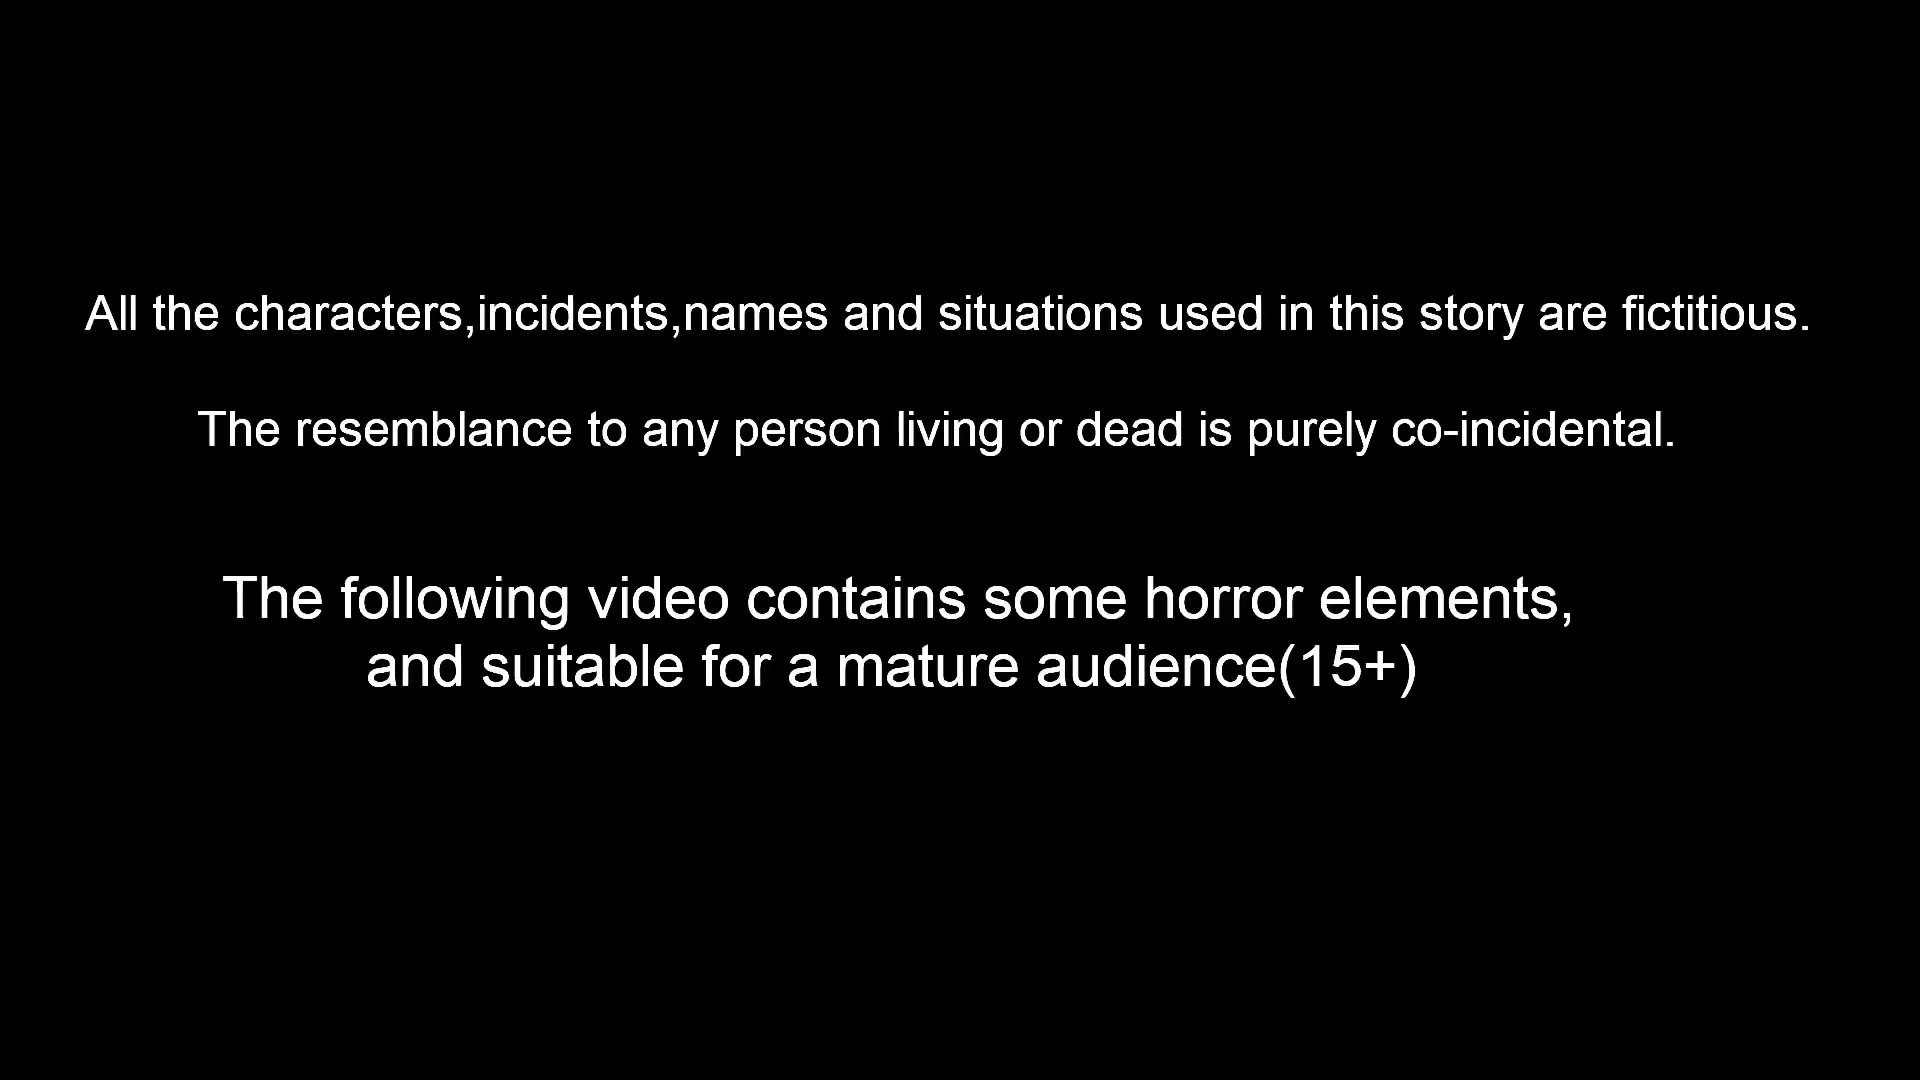 All the characters,incidents,names and situations used in this story are fictitious.
The resemblance to any person living or dead is purely co-incidental.
The following video contains some horror elements,
and suitable for a mature audience(15+)